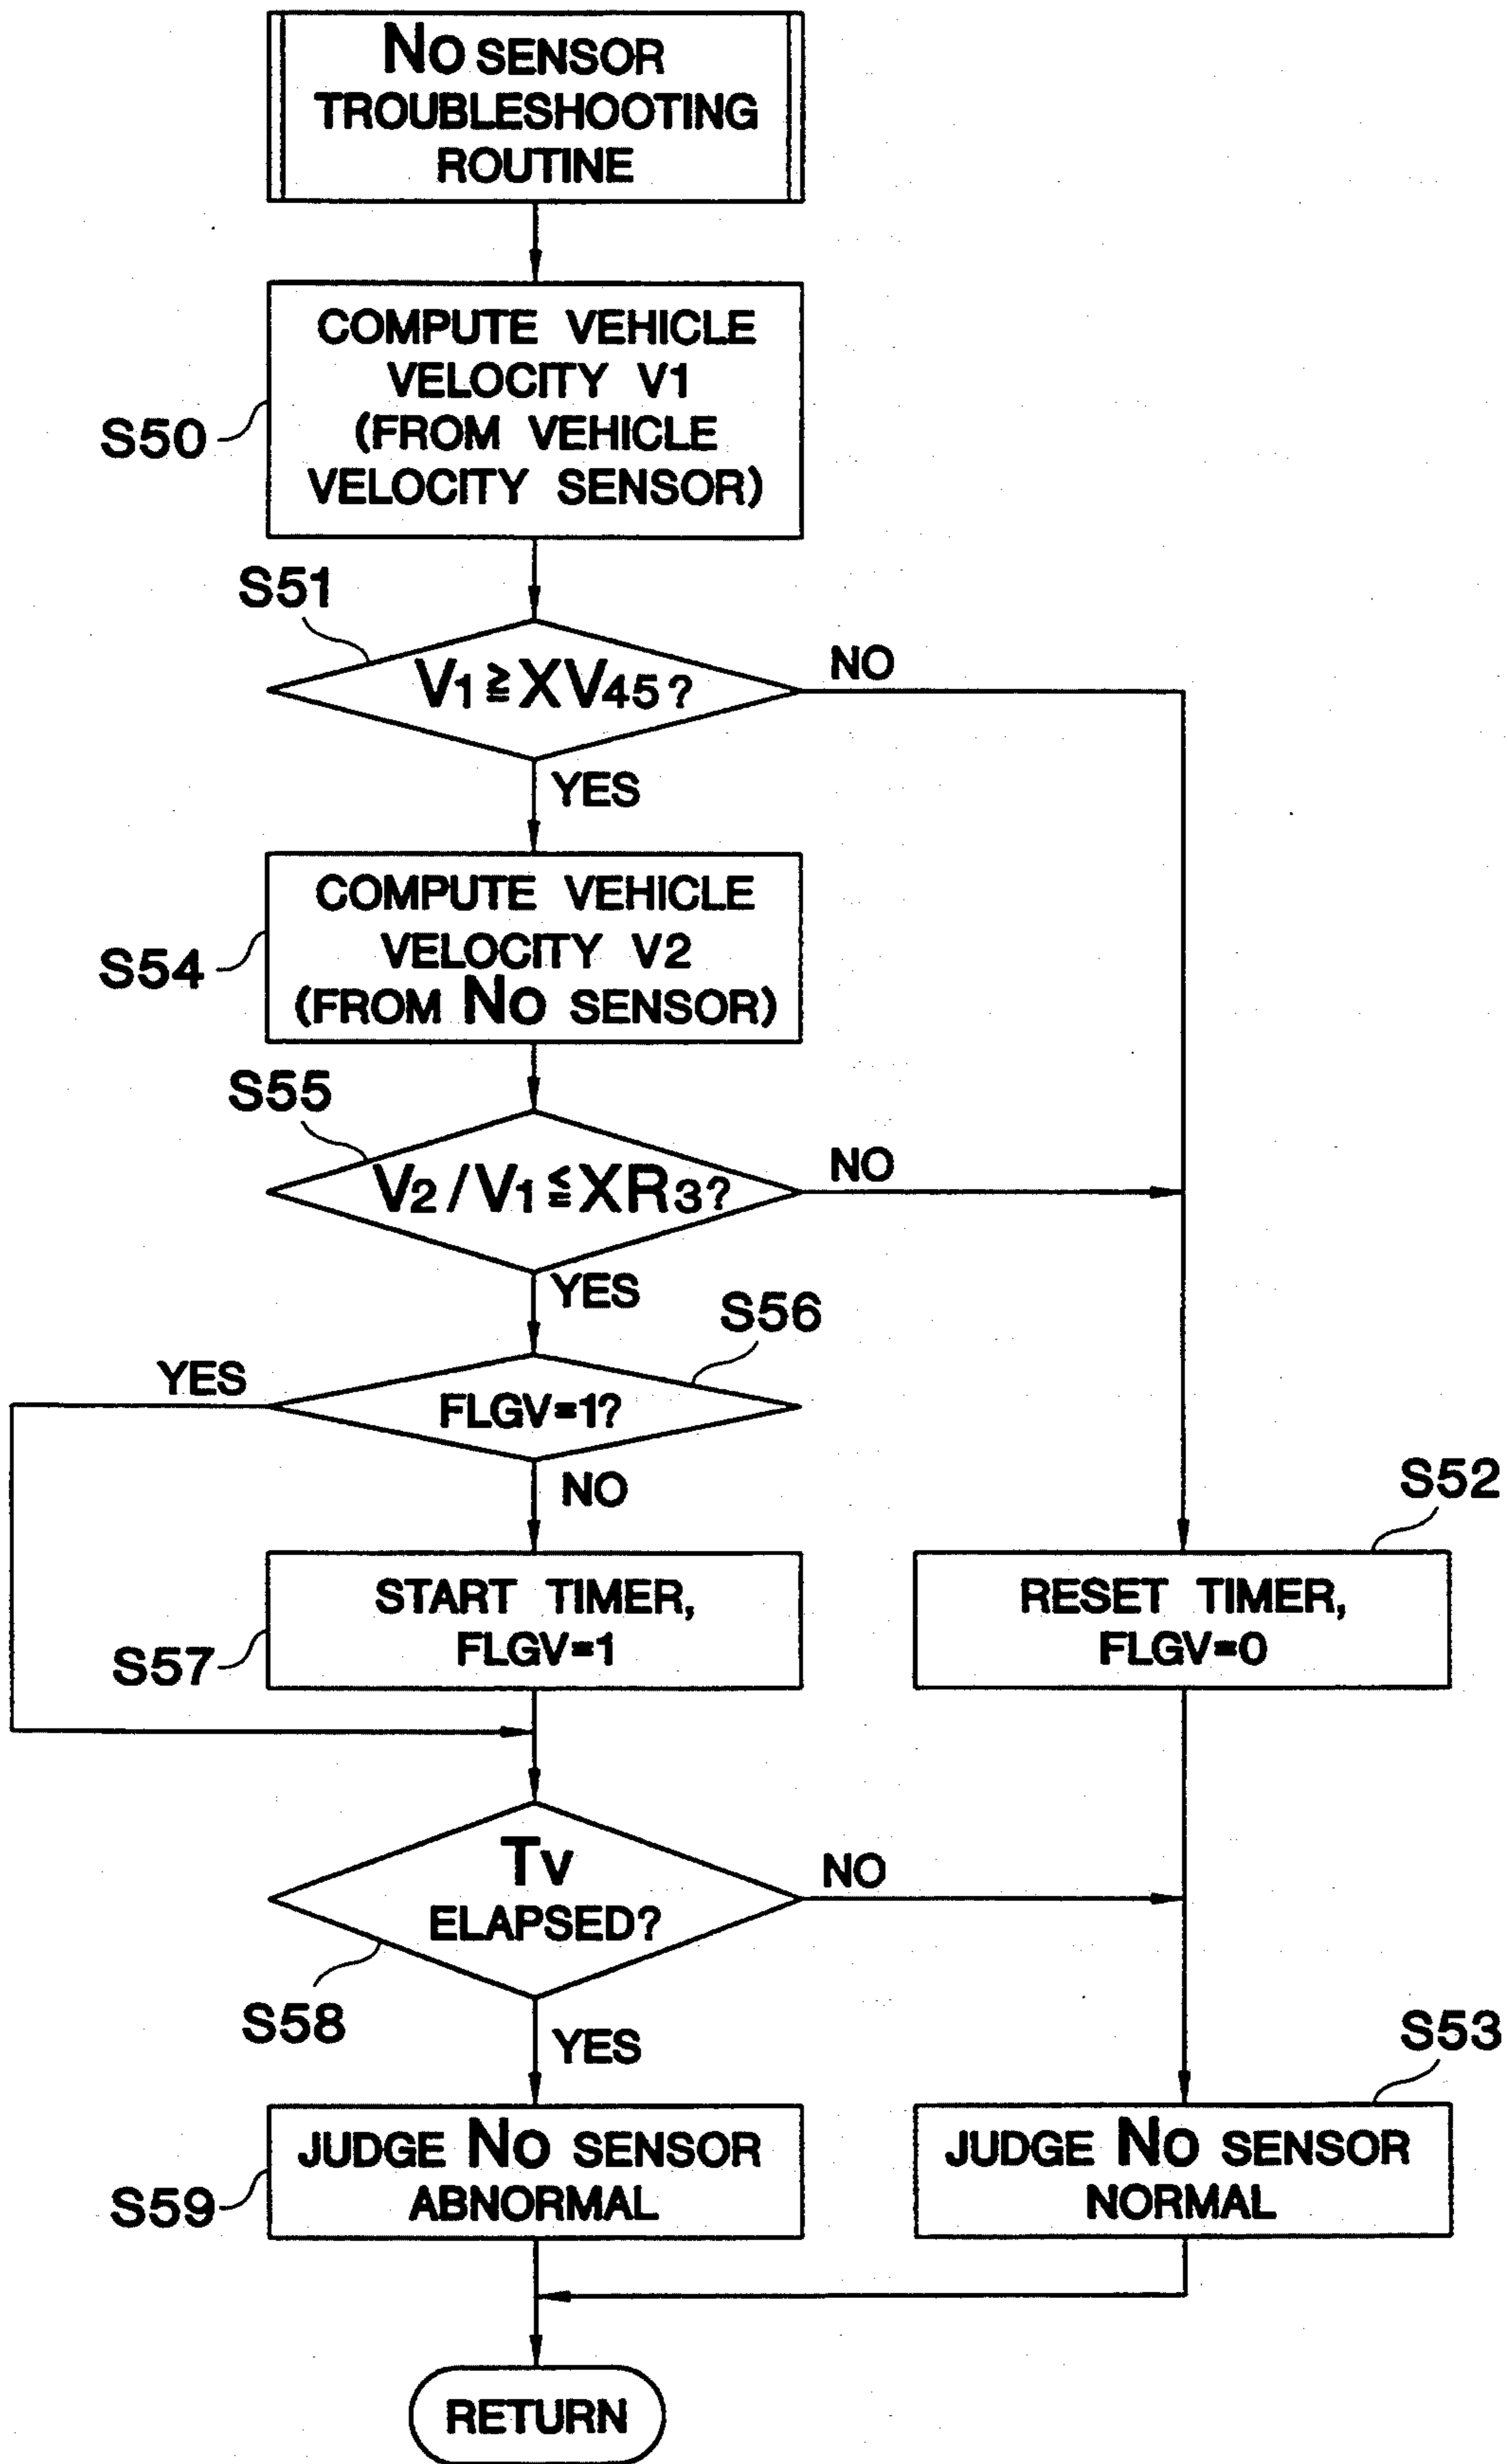 No SENSOR
TROUBLESHOOTING
ROUTINE
COMPUTE VEHICLE
VELOCITY V1
(FROM VEHICLE
VELOCITY SENSOR)
S50
S51
V1≧XV45?
NO
YES
COMPUTE VEHICLE
VELOCITY V2
(FROM No SENSOR)
S54
S55
V2/V1≦XR3?
NO
YES
S56
YES
FLGV=1?
NO
S52
START TIMER,
FLGV=1
S57
RESET TIMER,
FLGV=0
Tv
ELAPSED?
NO
S58
YES
S53
JUDGE No SENSOR
ABNORMAL
S59
JUDGE No SENSOR
NORMAL
RETURN